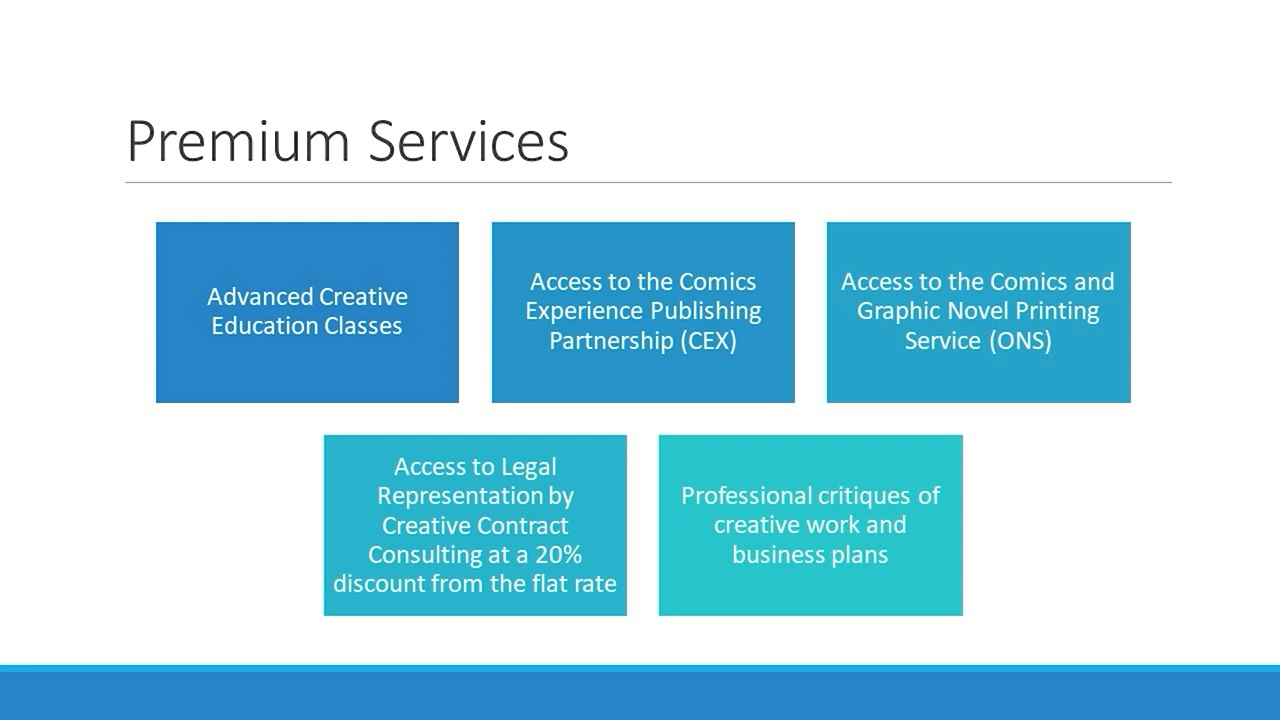 Premium Services
Advanced Creative
Education Classes
Access to the Comics
Experience Publishing
Partnership (CEX)
Access to the Comics and
Graphic Novel Printing
Service (ONS)
Access to Legal
Representation by
Creative Contract
Consulting at a 20%
discount from the flat rate
Professional critiques of
creative work and
business plans